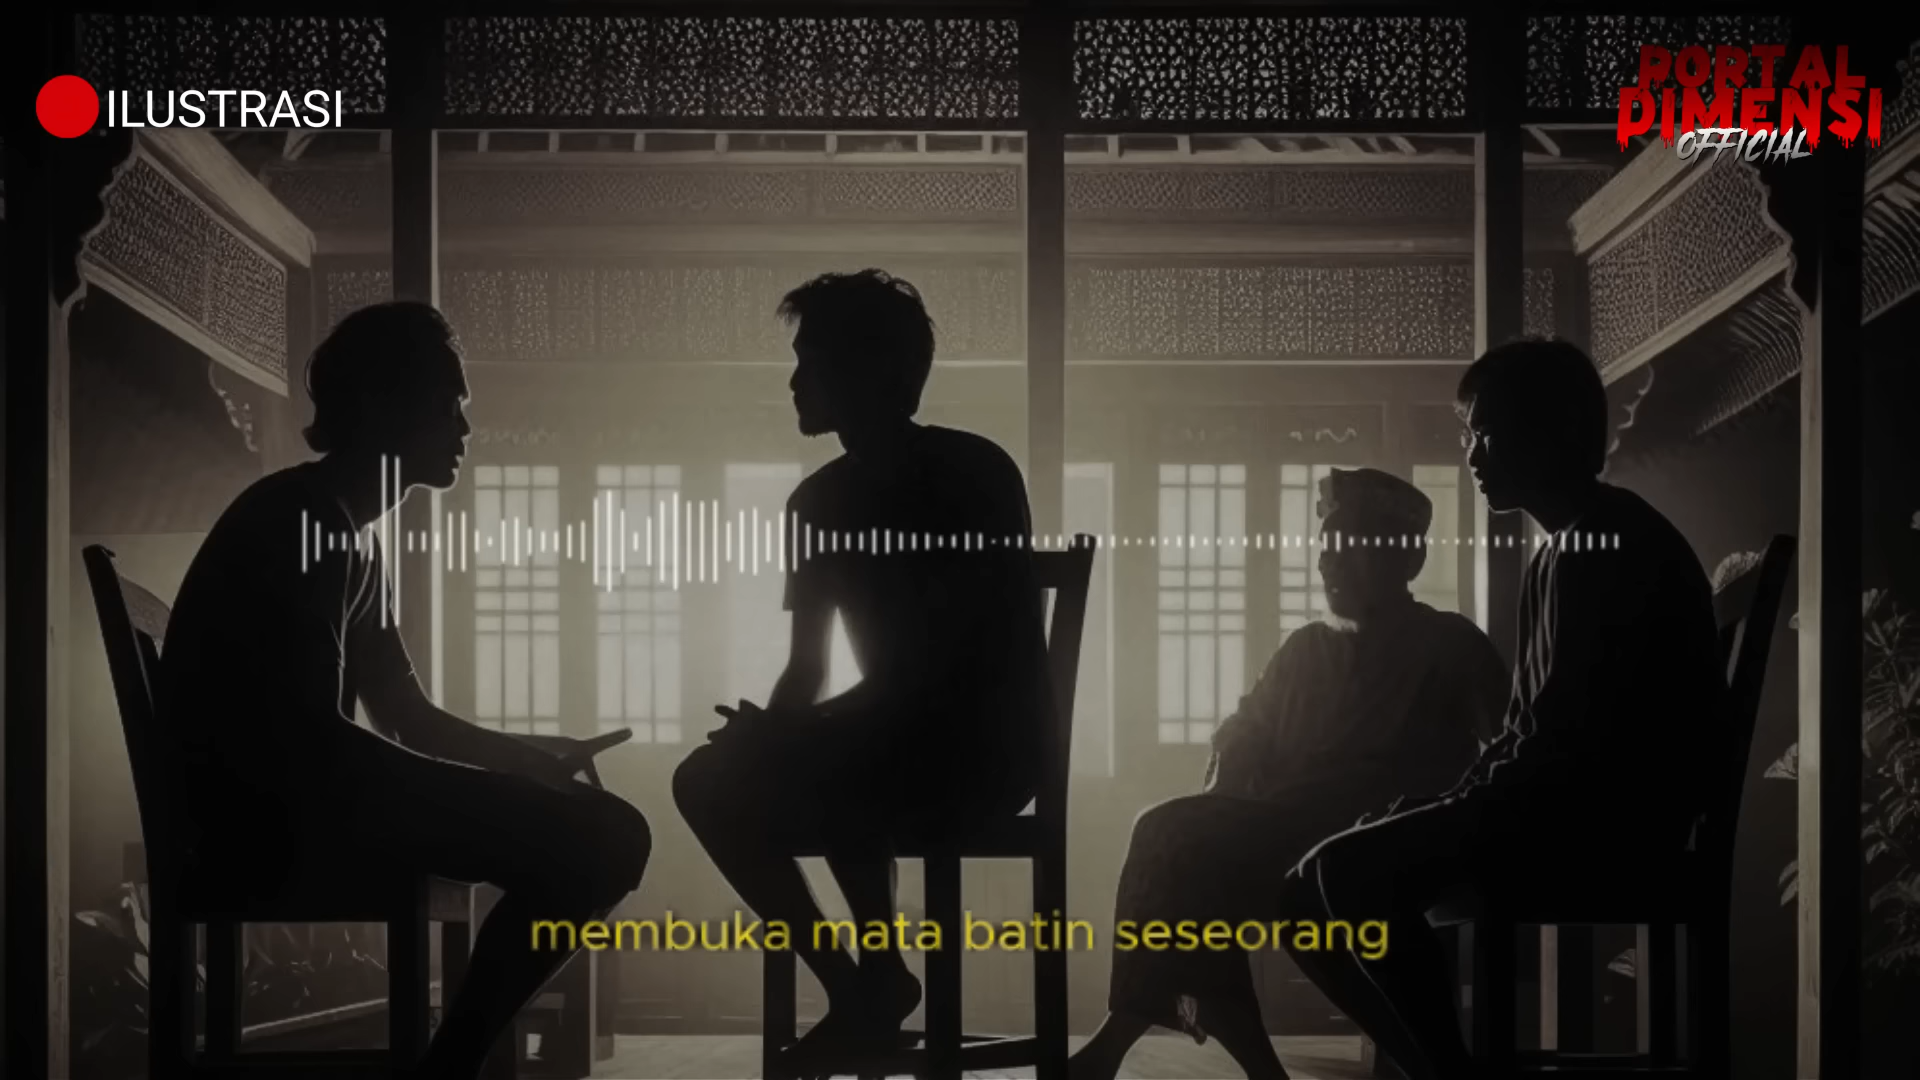 ILUSTRASI
PORTAL
DIMENSI
OFFICIAL
membuka mata batin seseorang